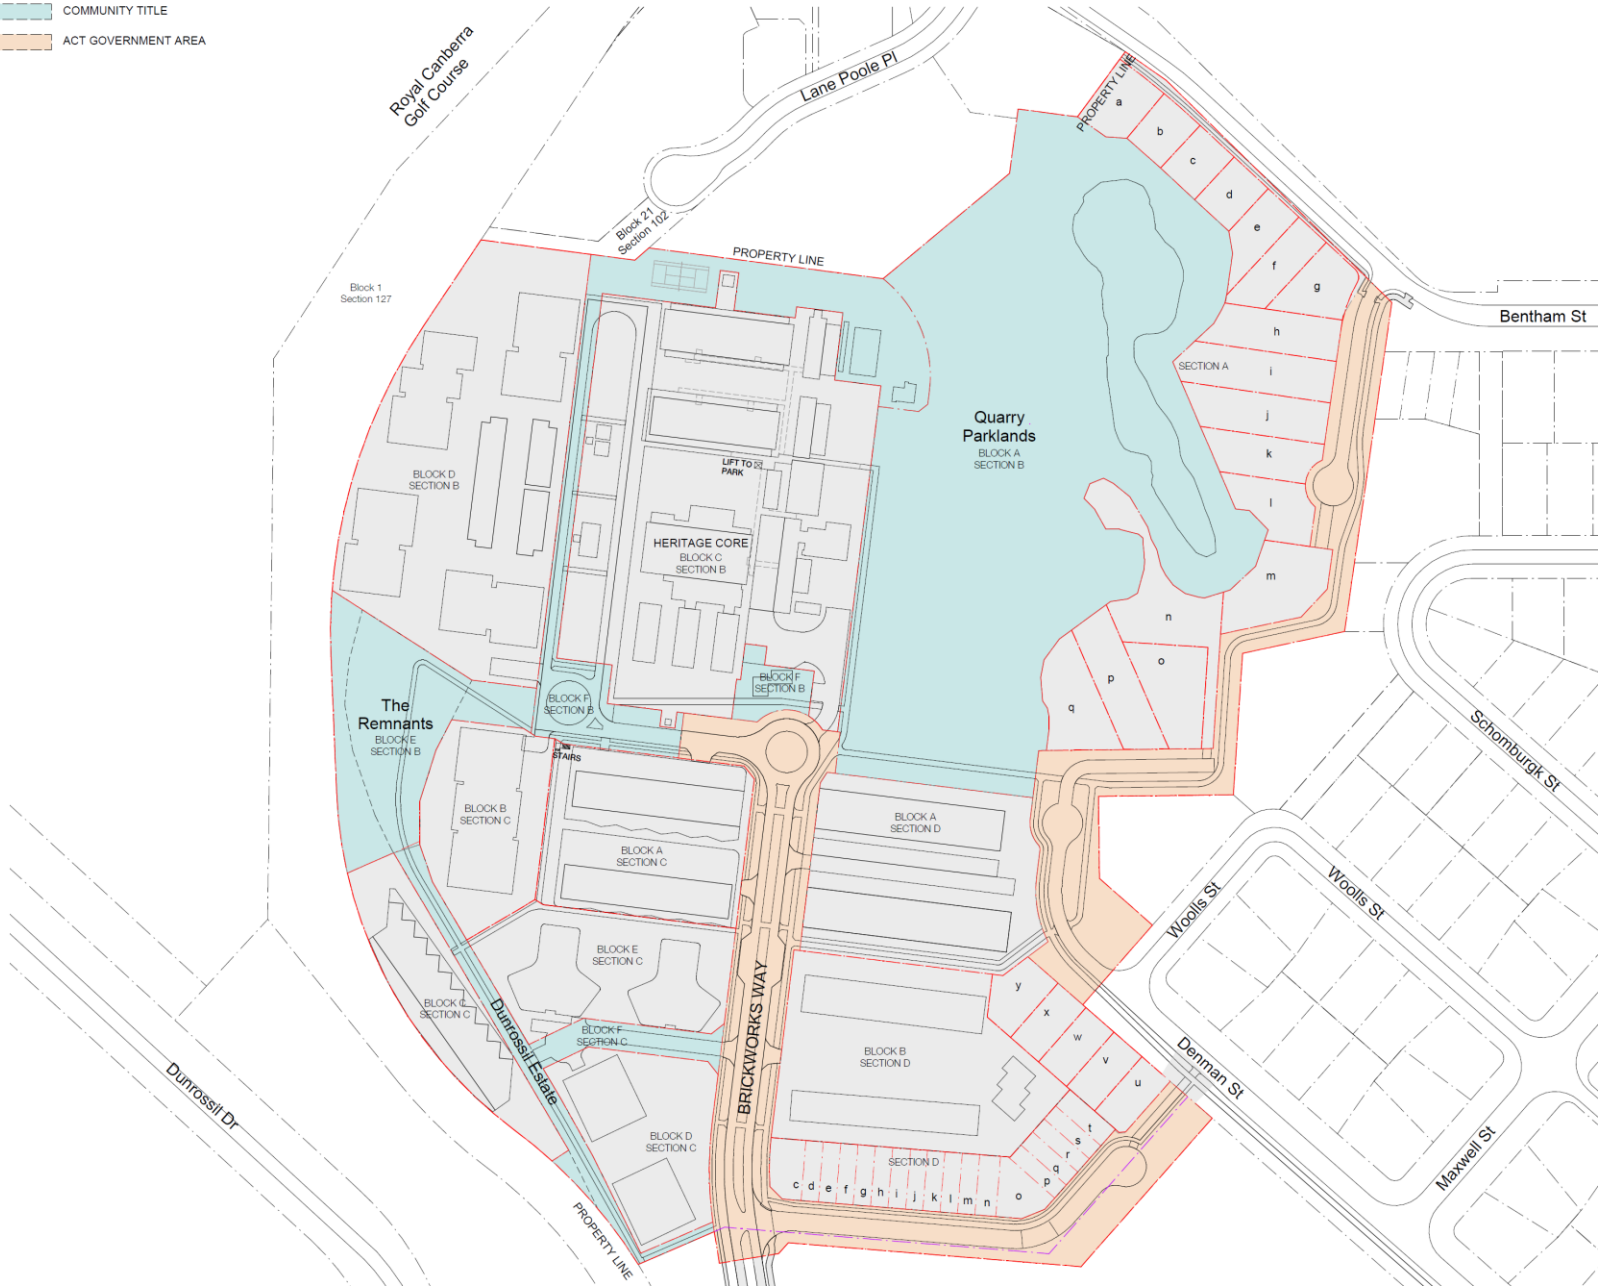 COMMUNITY TITLE
ACT GOVERNMENT AREA
Royal Canberra
Golf Course
Lane Poole Pl
PROPERTY LINE
a
b
c
d
e
f
g
Block 21
Section 102
PROPERTY LINE
Block 1
Section 127
Bentham St
h
SECTION A
i
j
k
l
m
Quarry
Parklands
BLOCK A
SECTION B
LIFT TO
PARK
BLOCK D
SECTION B
HERITAGE CORE
BLOCK C
SECTION B
n
o
p
q
BLOCK F
SECTION B
BLOCK F
SECTION B
The
Remnants
BLOCK E
SECTION B
STAIRS
Schomburgk St
BLOCK B
SECTION C
BLOCK A
SECTION C
BLOCK A
SECTION D
Woolls St
Woolls St
BLOCK E
SECTION C
BLOCK C
SECTION C
Dunrossil Estate
BLOCK F
SECTION C
BRICKWORKS WAY
y
x
w
v
u
BLOCK B
SECTION D
Denman St
Dunrossil Dr
BLOCK D
SECTION C
Maxwell St
t
s
r
q
p
SECTION D
c d e f g h i j k l m n o
PROPERTY LINE